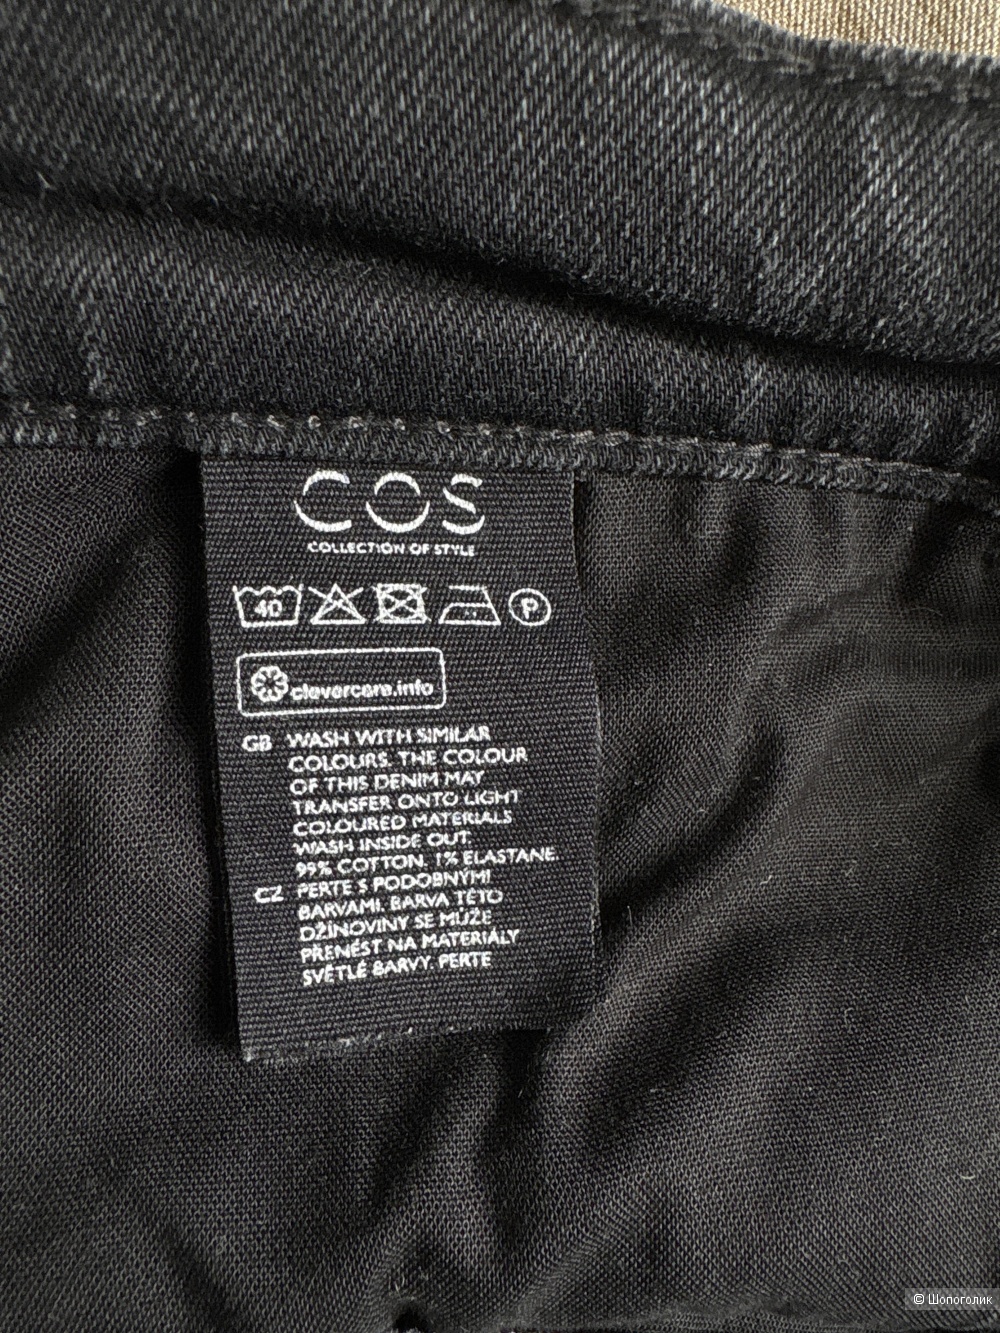 COS
COLLECTION OF STYLE
40 P
clevercare.info
GB WASH WITH SIMILAR
COLOURS. THE COLOUR
OF THIS DENIM MAY
TRANSFER ONTO LIGHT
COLOURED MATERIALS
WASH INSIDE OUT.
99% COTTON. 1% ELASTANE.
CZ PERTE S PODOBNÝMI
BARVAMI. BARVA TÉTO
DŽÍNOVINY SE MŮŽE
PŘENÉST NA MATERIÁLY
SVĚTLÉ BARVY. PERTE
© Шопоголик